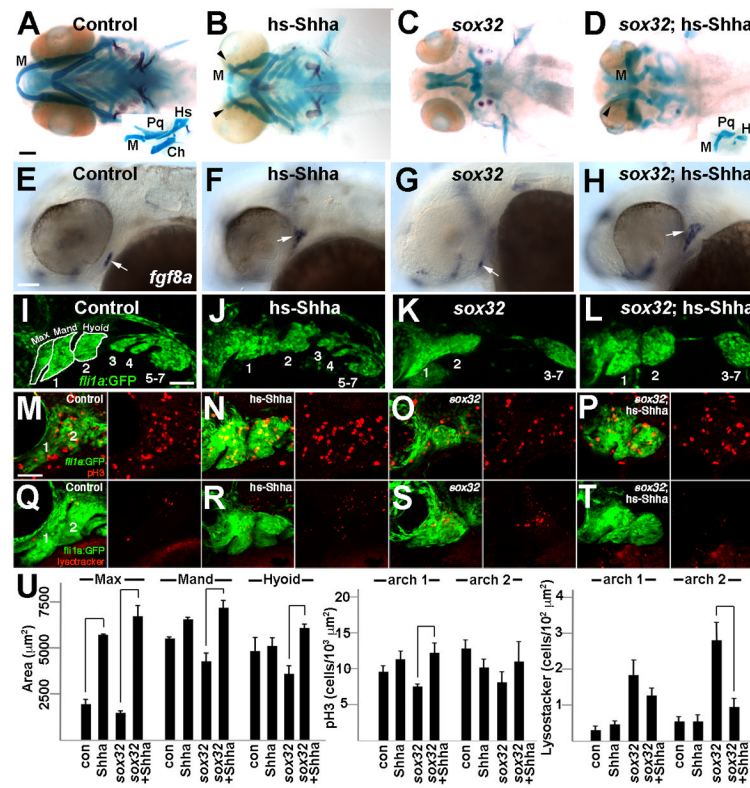 A Control B hs-Shha C sox32 D sox32; hs-Shha
M M M
Hs
Pq Pq H
M Ch M
E Control F hs-Shha G sox32 H sox32; hs-Shha
fgf8a
I Control J hs-Shha K sox32 L sox32; hs-Shha
Max Mand Hyoid
1 2 3 4 5-7 1 2 3 4 5-7 1 2 3-7 1 2 3-7
fli1a:GFP
M Control N hs-Shha O sox32 P sox32; hs-Shha
1 2
fli1a:GFP
pH3
Q Control R hs-Shha S sox32 T sox32; hs-Shha
1 2
fli1a:GFP
lysotracker
U Max Mand Hyoid arch 1 arch 2 arch 1 arch 2
Area (μm²)
7500
5000
2500
con Shha sox32 sox32 +Shha con Shha sox32 sox32 +Shha con Shha sox32 sox32 +Shha
pH3 (cells/10³ μm²)
20
15
10
5
con Shha sox32 sox32 +Shha con Shha sox32 sox32 +Shha
Lysostacker (cells/10² μm²)
4
3
2
1
con Shha sox32 sox32 +Shha con Shha sox32 sox32 +Shha